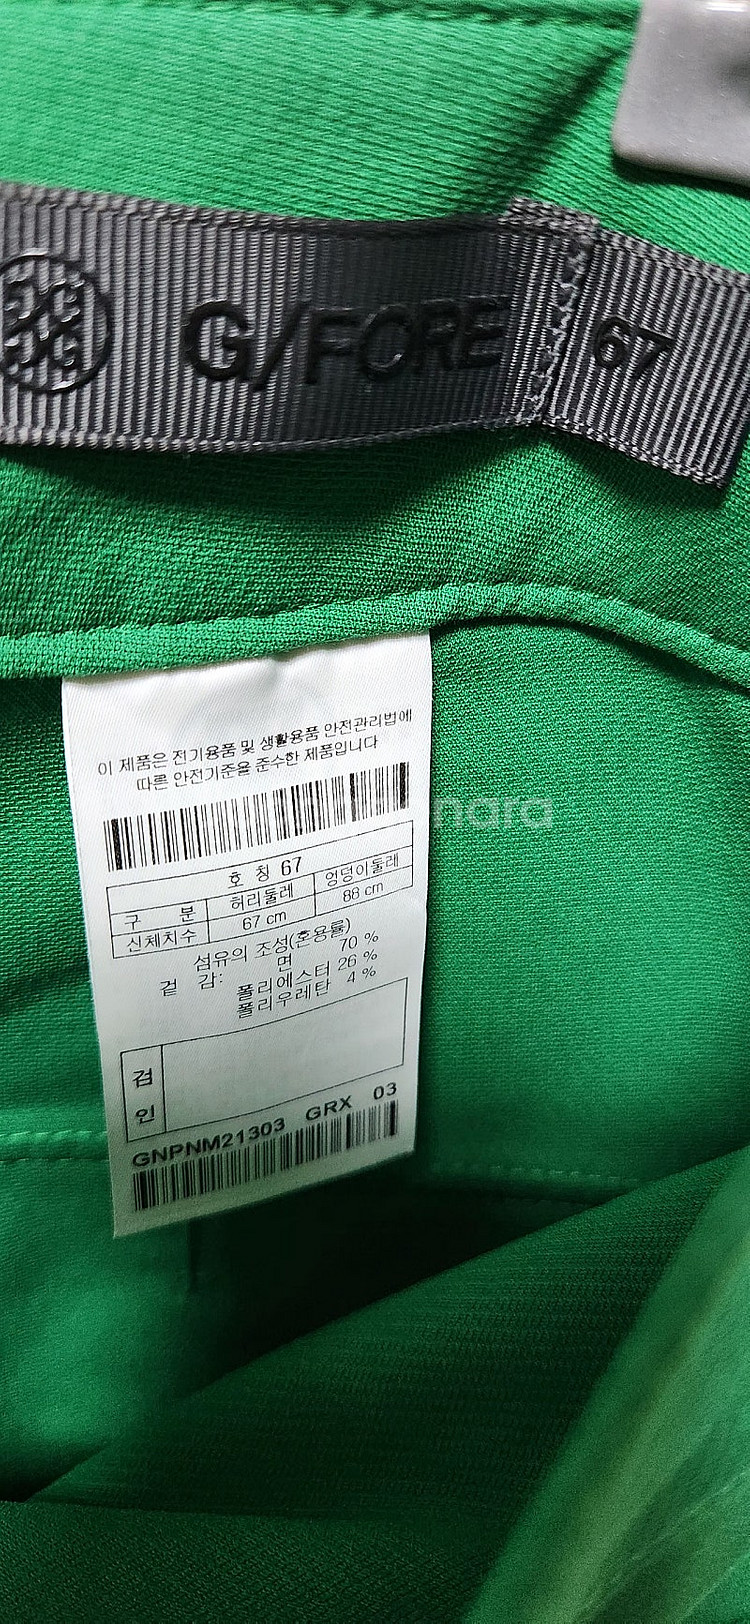 G/FORE 67
이 제품은 전기용품 및 생활용품 안전관리법에
따른 안전기준을 준수한 제품입니다
호 칭 67
구 분 허리둘레 엉덩이둘레
신체치수 67 cm 88 cm
섬유의 조성(혼용률)
겉 감: 면 70 %
폴리에스터 26 %
폴리우레탄 4 %
검
인
GNPNM21303 GRX 03
nara